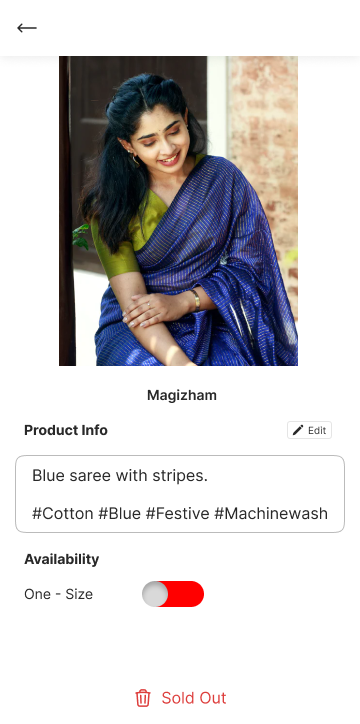 Magizham
Product Info
Edit
Blue saree with stripes.
#Cotton #Blue #Festive #Machinewash
Availability
One - Size
Sold Out